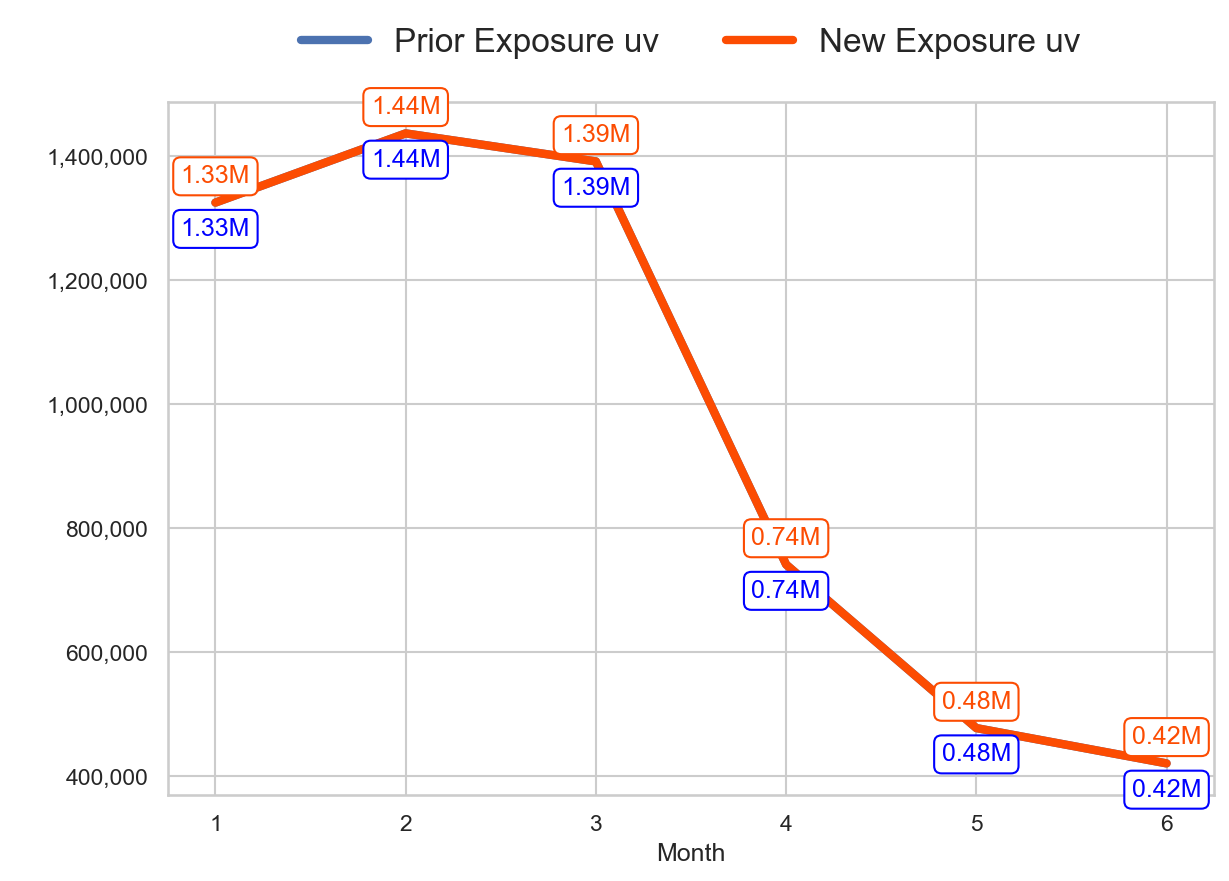 Prior Exposure uv New Exposure uv
1.44M
1.39M
1,400,000
1.44M
1.33M
1.39M
1.33M
1,200,000
1,000,000
800,000
0.74M
0.74M
600,000
0.48M
0.42M
0.48M
400,000
0.42M
1 2 3 4 5 6
Month